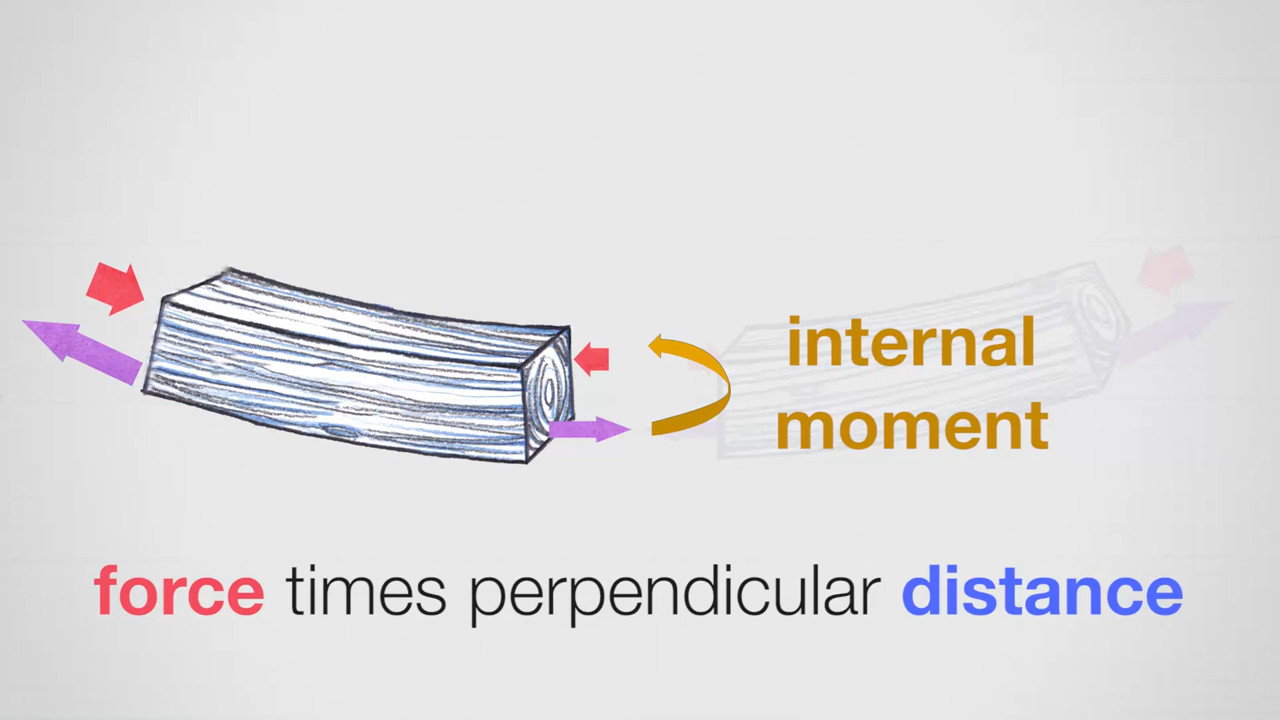 internal
moment
force times perpendicular distance